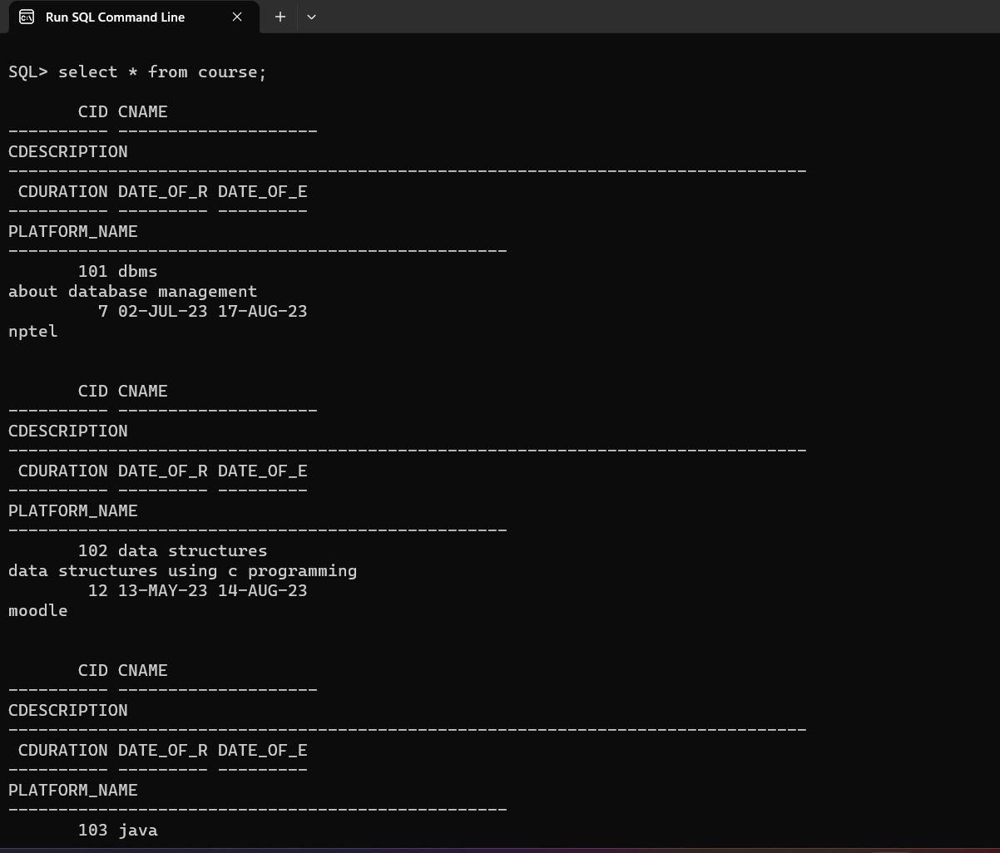 Run SQL Command Line
SQL> select * from course;
       CID CNAME
---------- --------------------
CDESCRIPTION
--------------------------------------------------------------------------------
 CDURATION DATE_OF_R DATE_OF_E
---------- --------- ---------
PLATFORM_NAME
--------------------------------------------------
       101 dbms
about database management
         7 02-JUL-23 17-AUG-23
nptel
       CID CNAME
---------- --------------------
CDESCRIPTION
--------------------------------------------------------------------------------
 CDURATION DATE_OF_R DATE_OF_E
---------- --------- ---------
PLATFORM_NAME
--------------------------------------------------
       102 data structures
data structures using c programming
        12 13-MAY-23 14-AUG-23
moodle
       CID CNAME
---------- --------------------
CDESCRIPTION
--------------------------------------------------------------------------------
 CDURATION DATE_OF_R DATE_OF_E
---------- --------- ---------
PLATFORM_NAME
--------------------------------------------------
       103 java